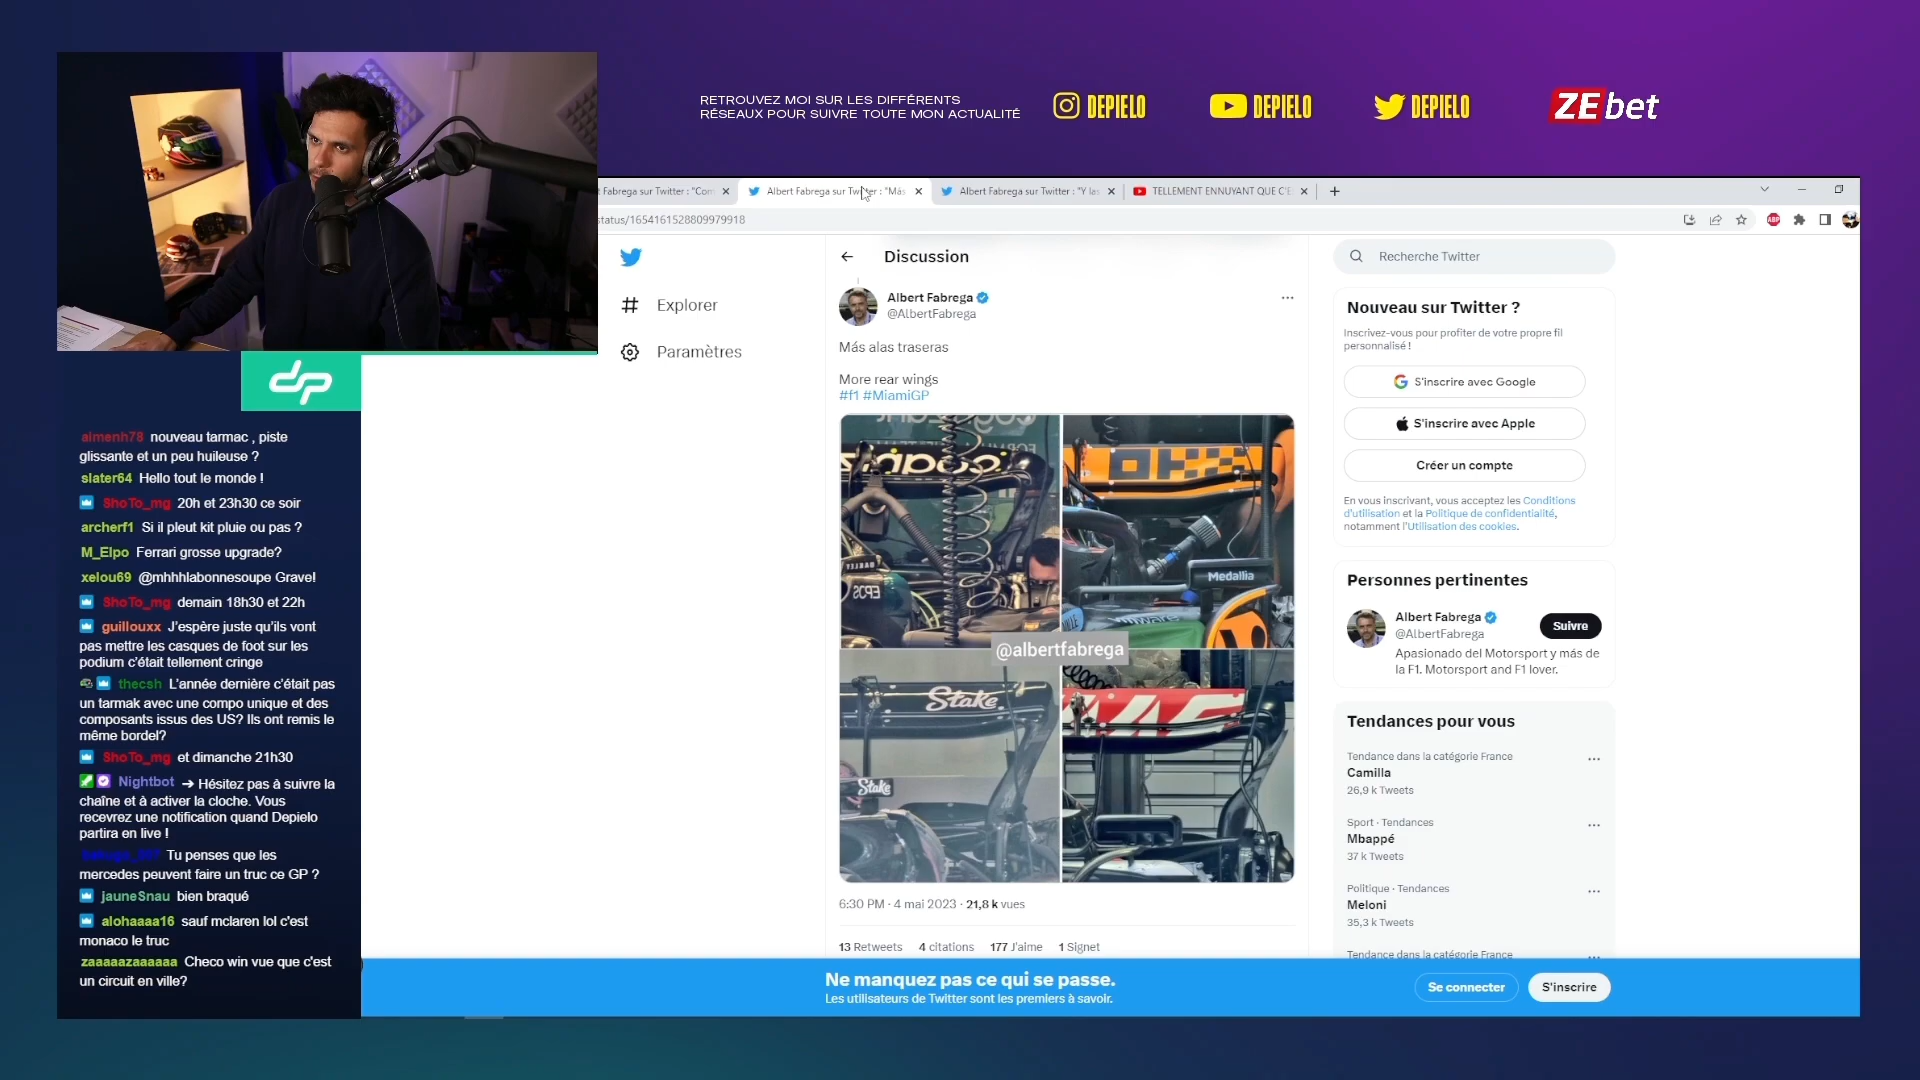 RETROUVEZ MOI SUR LES DIFFÉRENTS
RÉSEAUX POUR SUIVRE TOUTE MON ACTUALITÉ
DEPIELO
DEPIELO
DEPIELO
ZEbet
t Fabrega sur Twitter : "Con
Albert Fabrega sur Twitter : "Más
Albert Fabrega sur Twitter : "Y las
TELLEMENT ENNUYANT QUE C'E
status/1654161528809979918
ABP
Explorer
Paramètres
Discussion
Albert Fabrega
@AlbertFabrega
Más alas traseras
More rear wings
#f1 #MiamiGP
Medallia
EPOS
vmware
@albertfabrega
Stake
Stake
6:30 PM · 4 mai 2023 · 21,8 k vues
13 Retweets 4 citations 177 J'aime 1 Signet
Recherche Twitter
Nouveau sur Twitter ?
Inscrivez-vous pour profiter de votre propre fil
personnalisé !
S'inscrire avec Google
S'inscrire avec Apple
Créer un compte
En vous inscrivant, vous acceptez les Conditions
d'utilisation et la Politique de confidentialité,
notamment l'Utilisation des cookies.
Personnes pertinentes
Albert Fabrega
@AlbertFabrega
Suivre
Apasionado del Motorsport y más de
la F1. Motorsport and F1 lover.
Tendances pour vous
Tendance dans la catégorie France
Camilla
26,9 k Tweets
Sport · Tendances
Mbappé
37 k Tweets
Politique · Tendances
Meloni
35,3 k Tweets
Tendance dans la catégorie France
Ne manquez pas ce qui se passe.
Les utilisateurs de Twitter sont les premiers à savoir.
Se connecter
S'inscrire
dp
aimenh78 nouveau tarmac , piste
glissante et un peu huileuse ?
slater64 Hello tout le monde !
ShoTo_mg 20h et 23h30 ce soir
archerf1 Si il pleut kit pluie ou pas ?
M_Elpo Ferrari grosse upgrade?
xelou69 @mhhhlabonnesoupe Grave!
ShoTo_mg demain 18h30 et 22h
guillouxx J'espère juste qu'ils vont
pas mettre les casques de foot sur les
podium c'était tellement cringe
thecsh L'année dernière c'était pas
un tarmak avec une compo unique et des
composants issus des US? Ils ont remis le
même bordel?
ShoTo_mg et dimanche 21h30
Nightbot ➔ Hésitez pas à suivre la
chaîne et à activer la cloche. Vous
recevrez une notification quand Depielo
partira en live !
Tu penses que les
mercedes peuvent faire un truc ce GP ?
jauneSnau bien braqué
alohaaaa16 sauf mclaren lol c'est
monaco le truc
zaaaaazaaaaaa Checo win vue que c'est
un circuit en ville?